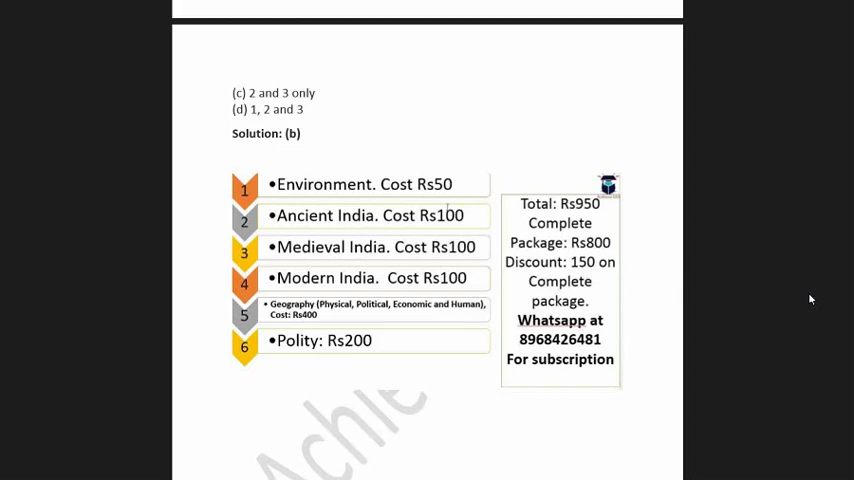 (c) 2 and 3 only
(d) 1, 2 and 3
Solution: (b)
1 •Environment. Cost Rs50
2 •Ancient India. Cost Rs100
3 •Medieval India. Cost Rs100
4 •Modern India. Cost Rs100
5 • Geography (Physical, Political, Economic and Human),
Cost: Rs400
6 •Polity: Rs200
Total: Rs950
Complete
Package: Rs800
Discount: 150 on
Complete
package.
Whatsapp at
8968426481
For subscription